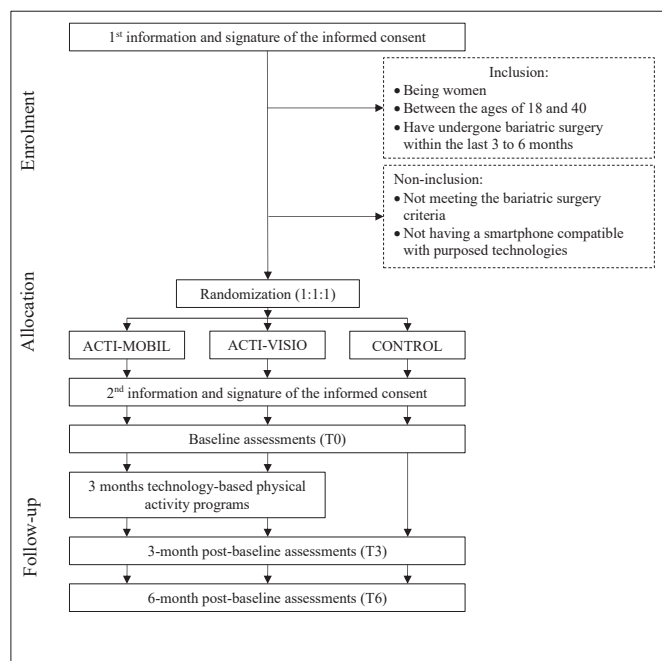 1st information and signature of the informed consent
Enrolment
Inclusion:
• Being women
• Between the ages of 18 and 40
• Have undergone bariatric surgery
within the last 3 to 6 months
Non-inclusion:
• Not meeting the bariatric surgery
criteria
• Not having a smartphone compatible
with purposed technologies
Allocation
Randomization (1:1:1)
ACTI-MOBIL
ACTI-VISIO
CONTROL
2nd information and signature of the informed consent
Baseline assessments (T0)
Follow-up
3 months technology-based physical
activity programs
3-month post-baseline assessments (T3)
6-month post-baseline assessments (T6)